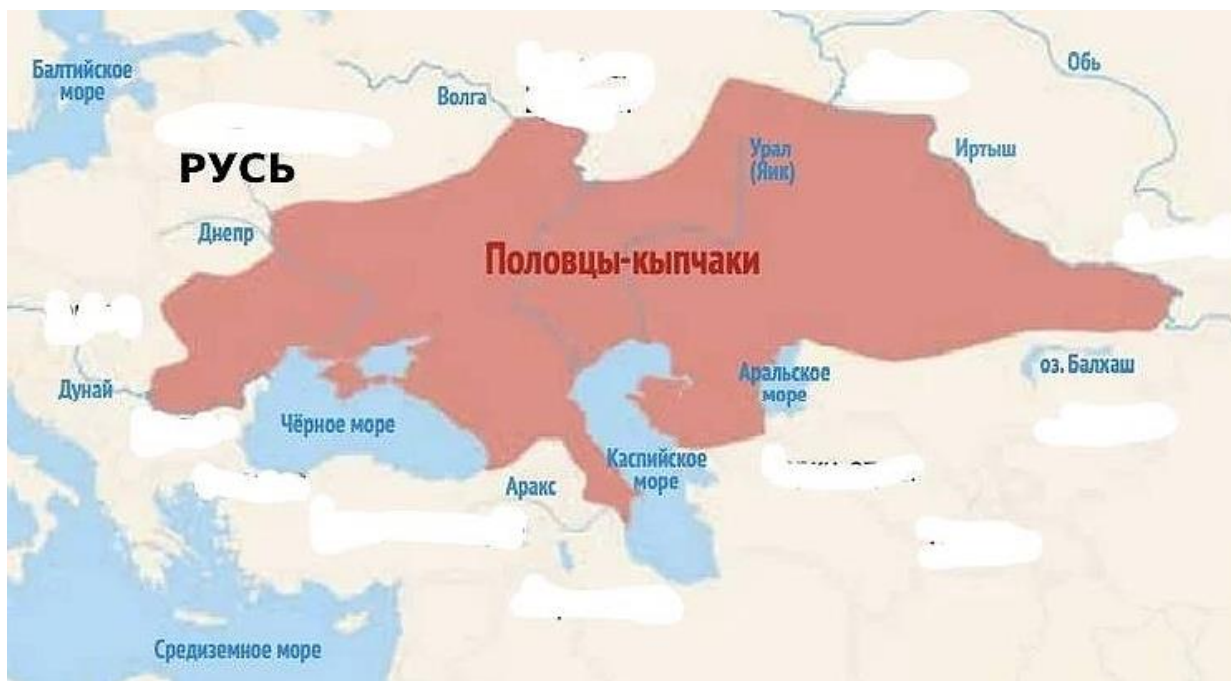 Балтийское
море
Волга
Обь
РУСЬ
Урал
(Яик)
Иртыш
Днепр
Половцы-кыпчаки
Дунай
Чёрное море
Аральское
море
оз. Балхаш
Каспийское
море
Аракс
Средиземное море